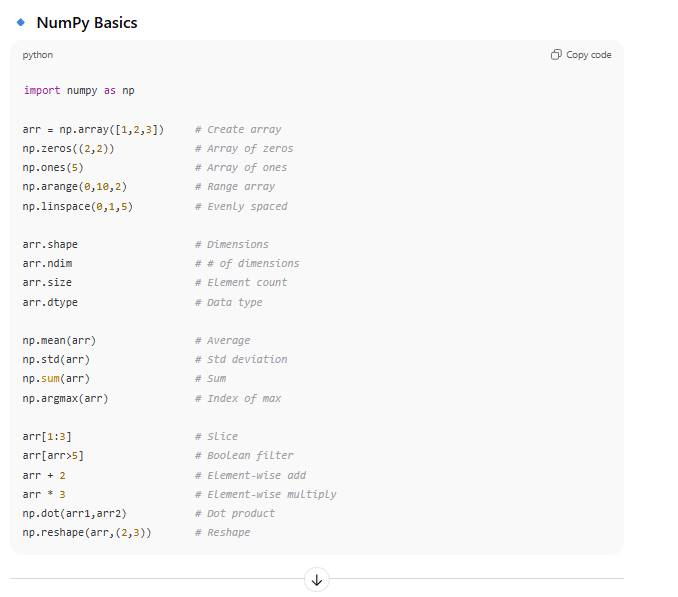 NumPy Basics
python
Copy code
import numpy as np
arr = np.array([1,2,3])     # Create array
np.zeros((2,2))             # Array of zeros
np.ones(5)                  # Array of ones
np.arange(0,10,2)           # Range array
np.linspace(0,1,5)          # Evenly spaced
arr.shape                   # Dimensions
arr.ndim                    # # of dimensions
arr.size                    # Element count
arr.dtype                   # Data type
np.mean(arr)                # Average
np.std(arr)                 # Std deviation
np.sum(arr)                 # Sum
np.argmax(arr)              # Index of max
arr[1:3]                    # Slice
arr[arr>5]                  # Boolean filter
arr + 2                     # Element-wise add
arr * 3                     # Element-wise multiply
np.dot(arr1,arr2)           # Dot product
np.reshape(arr,(2,3))       # Reshape